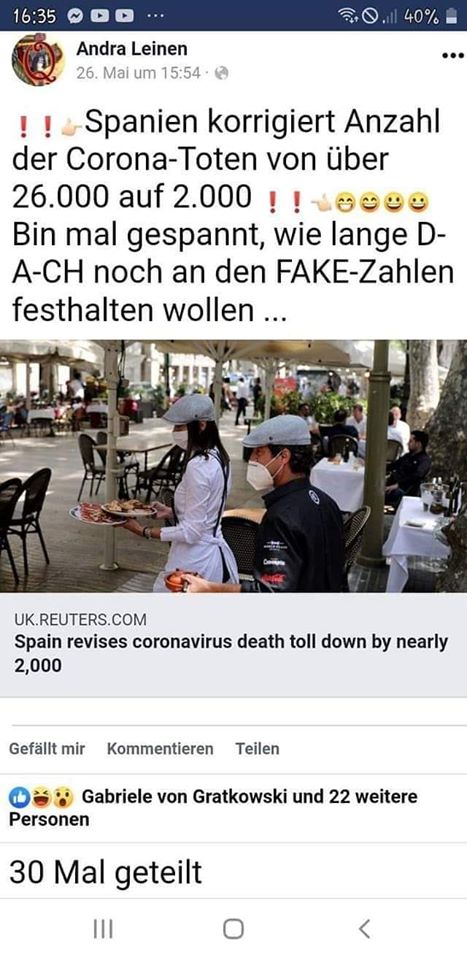 16:35 ... 40%
Andra Leinen
26. Mai um 15:54 ·
❗❗👉🏻Spanien korrigiert Anzahl
der Corona-Toten von über
26.000 auf 2.000 ❗❗👈🏻😁😄😀😀
Bin mal gespannt, wie lange D-
A-CH noch an den FAKE-Zahlen
festhalten wollen ...
UK.REUTERS.COM
Spain revises coronavirus death toll down by nearly
2,000
Gefällt mir Kommentieren Teilen
Gabriele von Gratkowski und 22 weitere
Personen
30 Mal geteilt